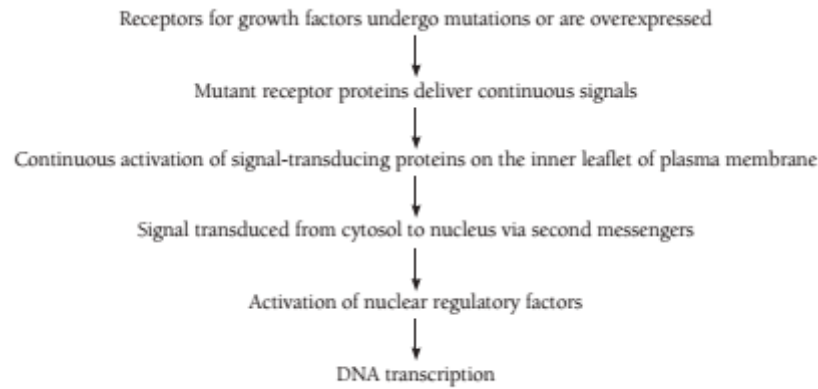 Receptors for growth factors undergo mutations or are overexpressed
Mutant receptor proteins deliver continuous signals
Continuous activation of signal-transducing proteins on the inner leaflet of plasma membrane
Signal transduced from cytosol to nucleus via second messengers
Activation of nuclear regulatory factors
DNA transcription